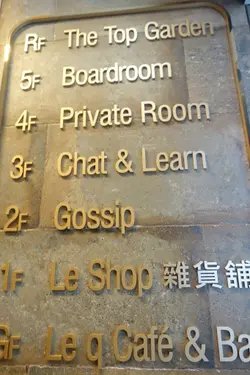 RF The Top Garden
5F Boardroom
4F Private Room
3F Chat & Learn
2F Gossip
1F Le Shop 雜貨舖
GF Le q Café & Ba